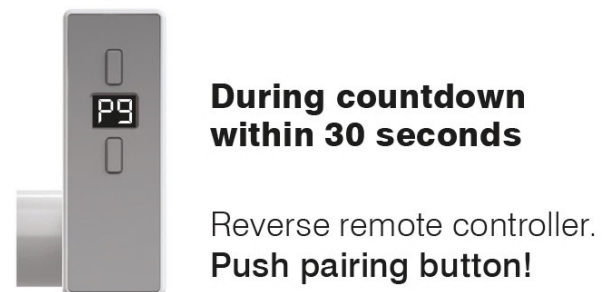 P9
During countdown
within 30 seconds
Reverse remote controller.
Push pairing button!